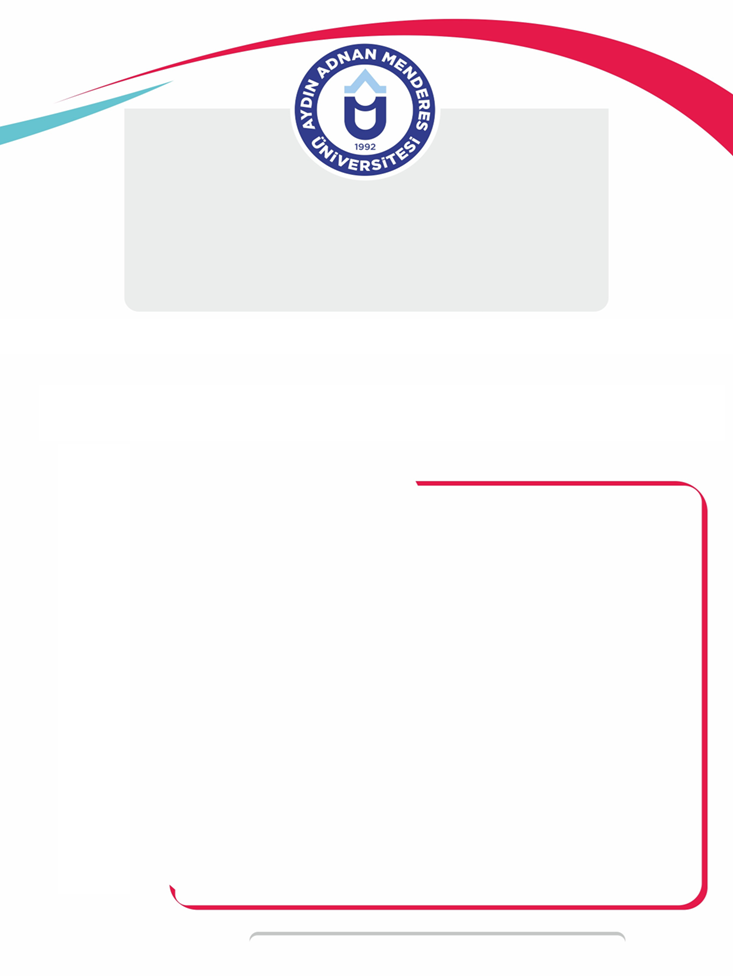 AYDIN ADNAN MENDERES
1992
ÜNİVERSİTESİ